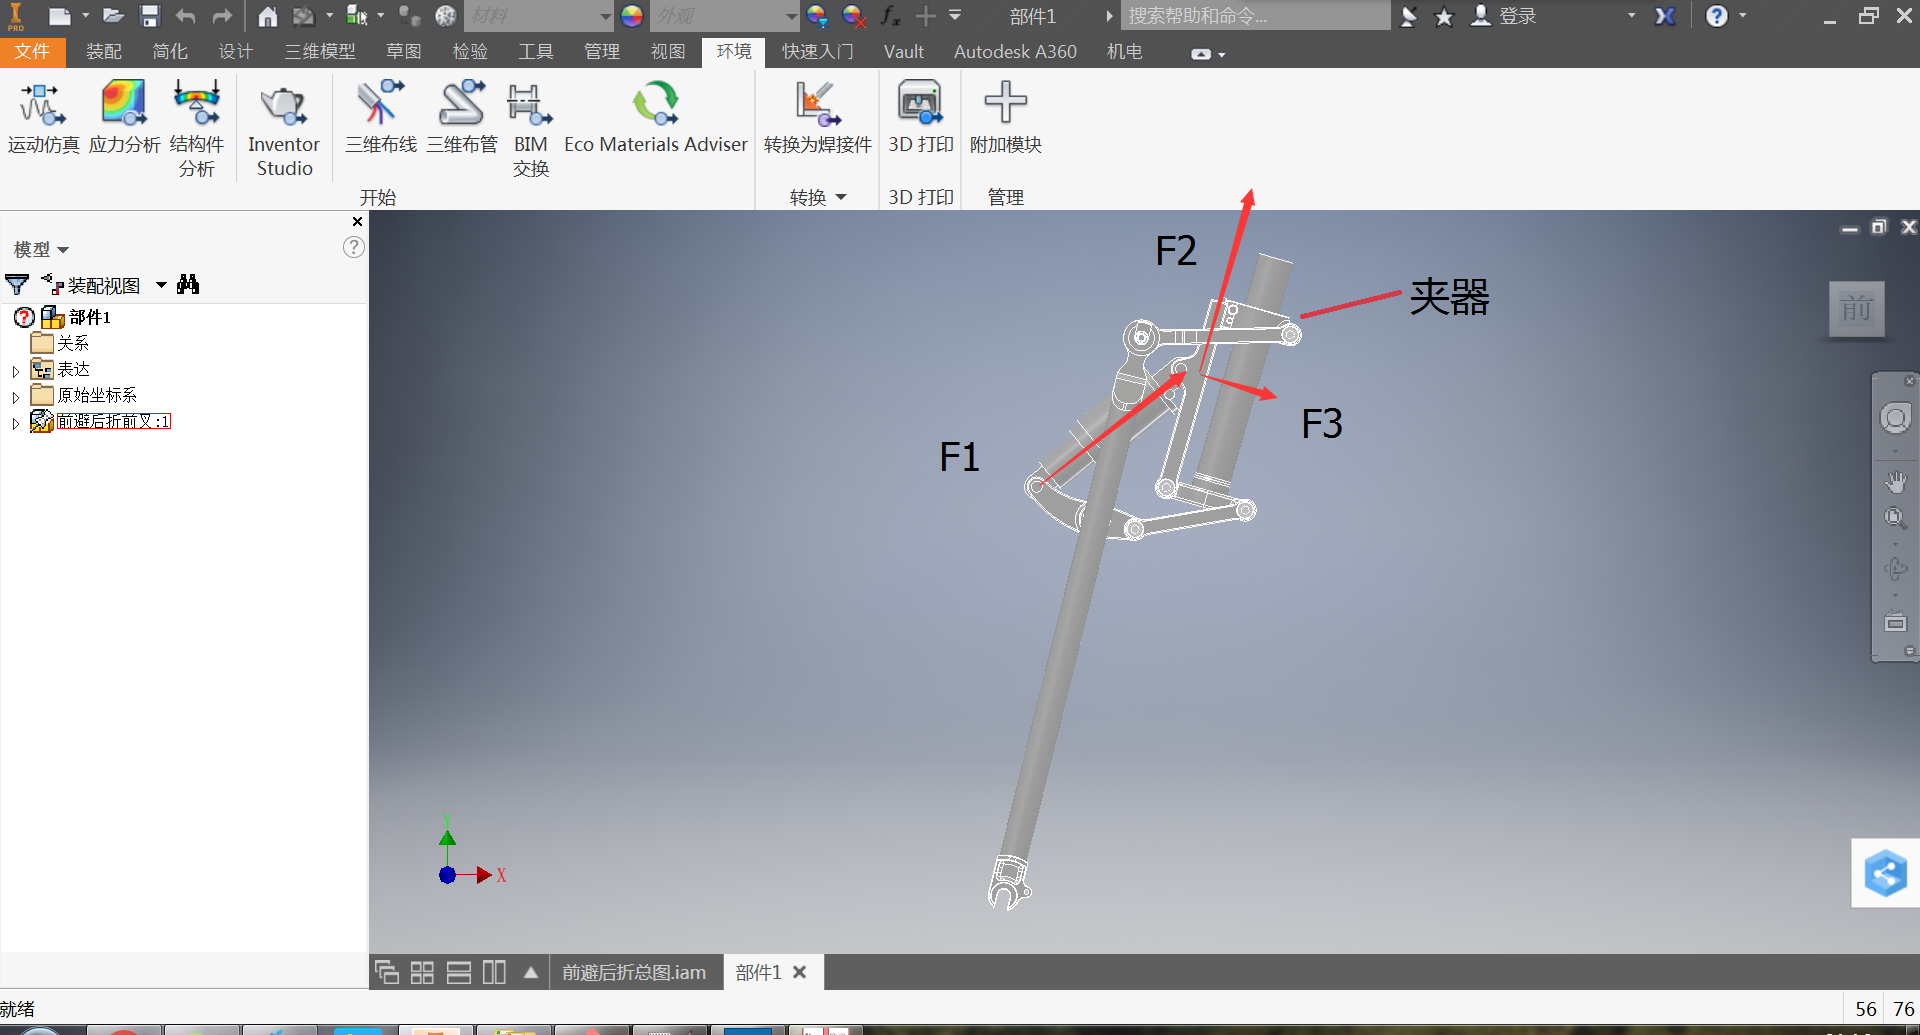 PRO
材料
外观
fx
部件1
搜索帮助和命令...
登录
文件 装配 简化 设计 三维模型 草图 检验 工具 管理 视图 环境 快速入门 Vault Autodesk A360 机电
运动仿真
应力分析
结构件
分析
Inventor
Studio
三维布线
三维布管
BIM
交换
Eco Materials Adviser
转换为焊接件
3D 打印
附加模块
开始
转换
3D 打印
管理
模型
装配视图
部件1
关系
表达
原始坐标系
前避后折前叉:1
F2
夹器
F3
F1
前
Y
X
前避后折总图.iam
部件1
就绪
56 76